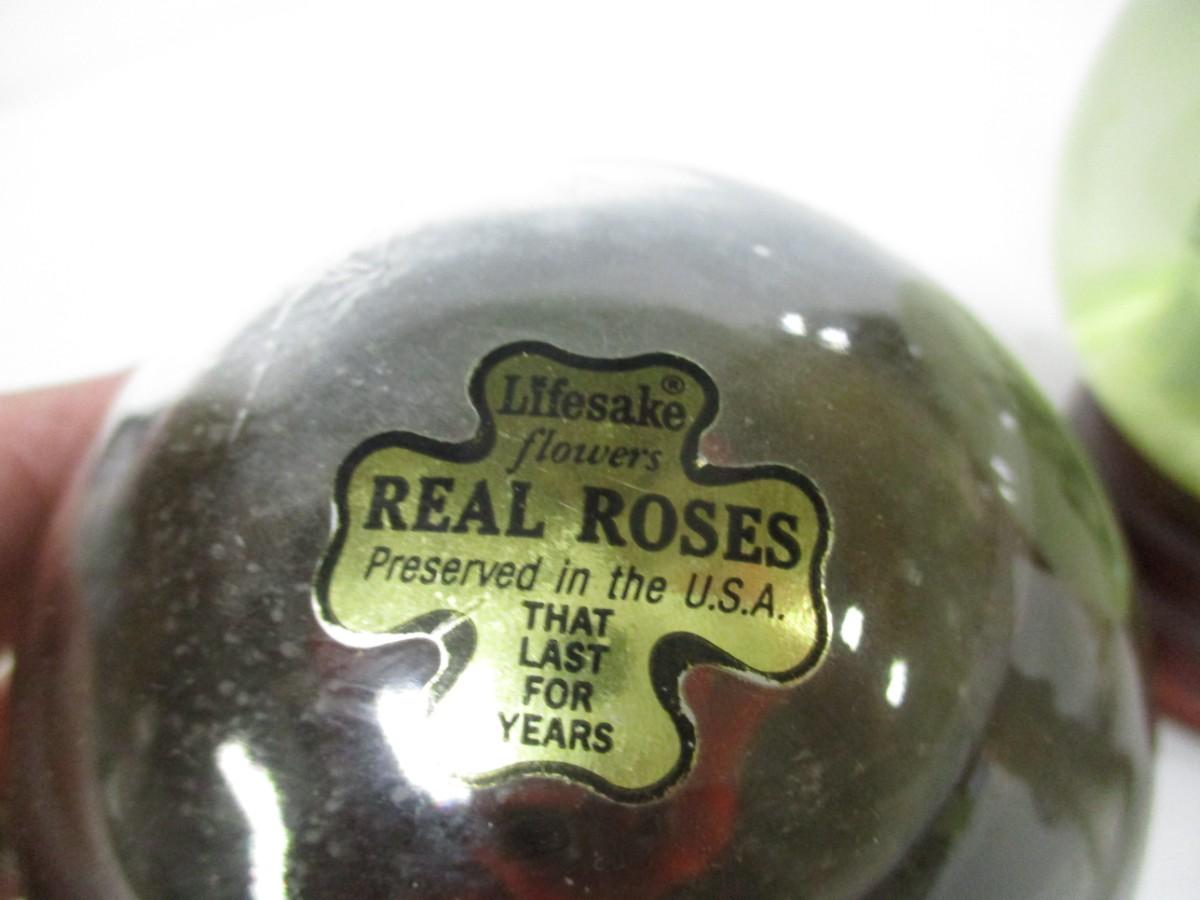 Lifesake®
flowers
REAL ROSES
Preserved in the U.S.A.
THAT
LAST
FOR
YEARS